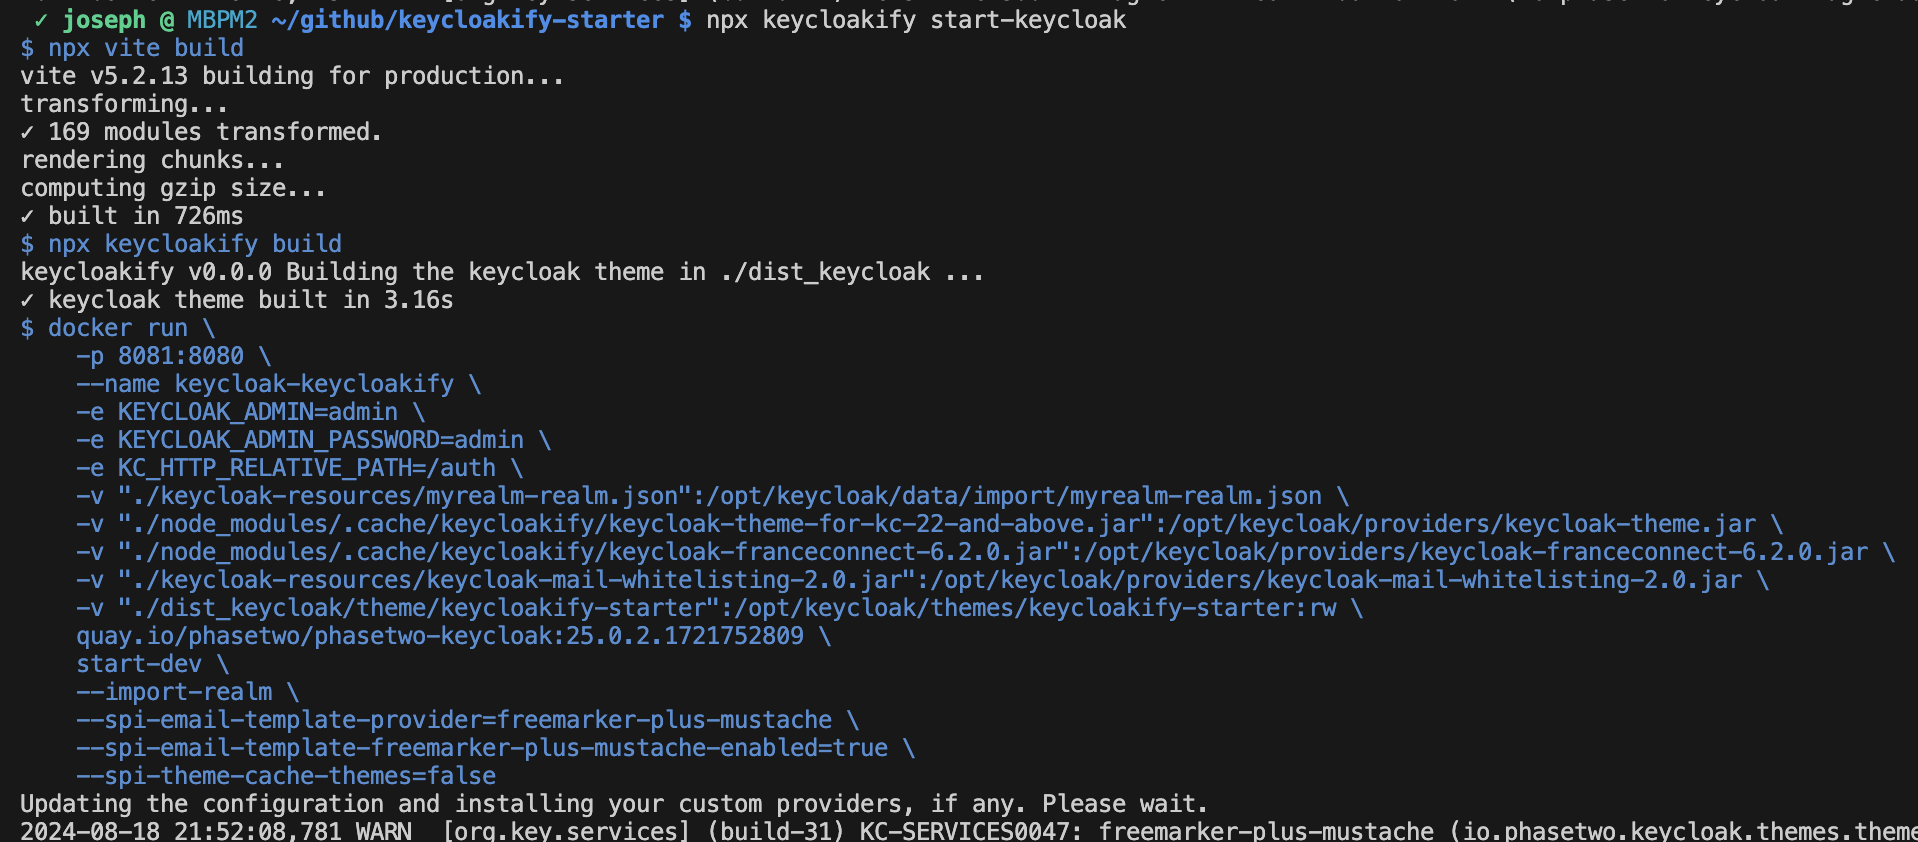 ✓ joseph @ MBPM2 ~/github/keycloakify-starter $ npx keycloakify start-keycloak
$ npx vite build
vite v5.2.13 building for production...
transforming...
✓ 169 modules transformed.
rendering chunks...
computing gzip size...
✓ built in 726ms
$ npx keycloakify build
keycloakify v0.0.0 Building the keycloak theme in ./dist_keycloak ...
✓ keycloak theme built in 3.16s
$ docker run \
-p 8081:8080 \
--name keycloak-keycloakify \
-e KEYCLOAK_ADMIN=admin \
-e KEYCLOAK_ADMIN_PASSWORD=admin \
-e KC_HTTP_RELATIVE_PATH=/auth \
-v "./keycloak-resources/myrealm-realm.json":/opt/keycloak/data/import/myrealm-realm.json \
-v "./node_modules/.cache/keycloakify/keycloak-theme-for-kc-22-and-above.jar":/opt/keycloak/providers/keycloak-theme.jar \
-v "./node_modules/.cache/keycloakify/keycloak-franceconnect-6.2.0.jar":/opt/keycloak/providers/keycloak-franceconnect-6.2.0.jar \
-v "./keycloak-resources/keycloak-mail-whitelisting-2.0.jar":/opt/keycloak/providers/keycloak-mail-whitelisting-2.0.jar \
-v "./dist_keycloak/theme/keycloakify-starter":/opt/keycloak/themes/keycloakify-starter:rw \
quay.io/phasetwo/phasetwo-keycloak:25.0.2.1721752809 \
start-dev \
--import-realm \
--spi-email-template-provider=freemarker-plus-mustache \
--spi-email-template-freemarker-plus-mustache-enabled=true \
--spi-theme-cache-themes=false
Updating the configuration and installing your custom providers, if any. Please wait.
2024-08-18 21:52:08,781 WARN [org.key.services] (build-31) KC-SERVICES0047: freemarker-plus-mustache (io.phasetwo.keycloak.themes.theme